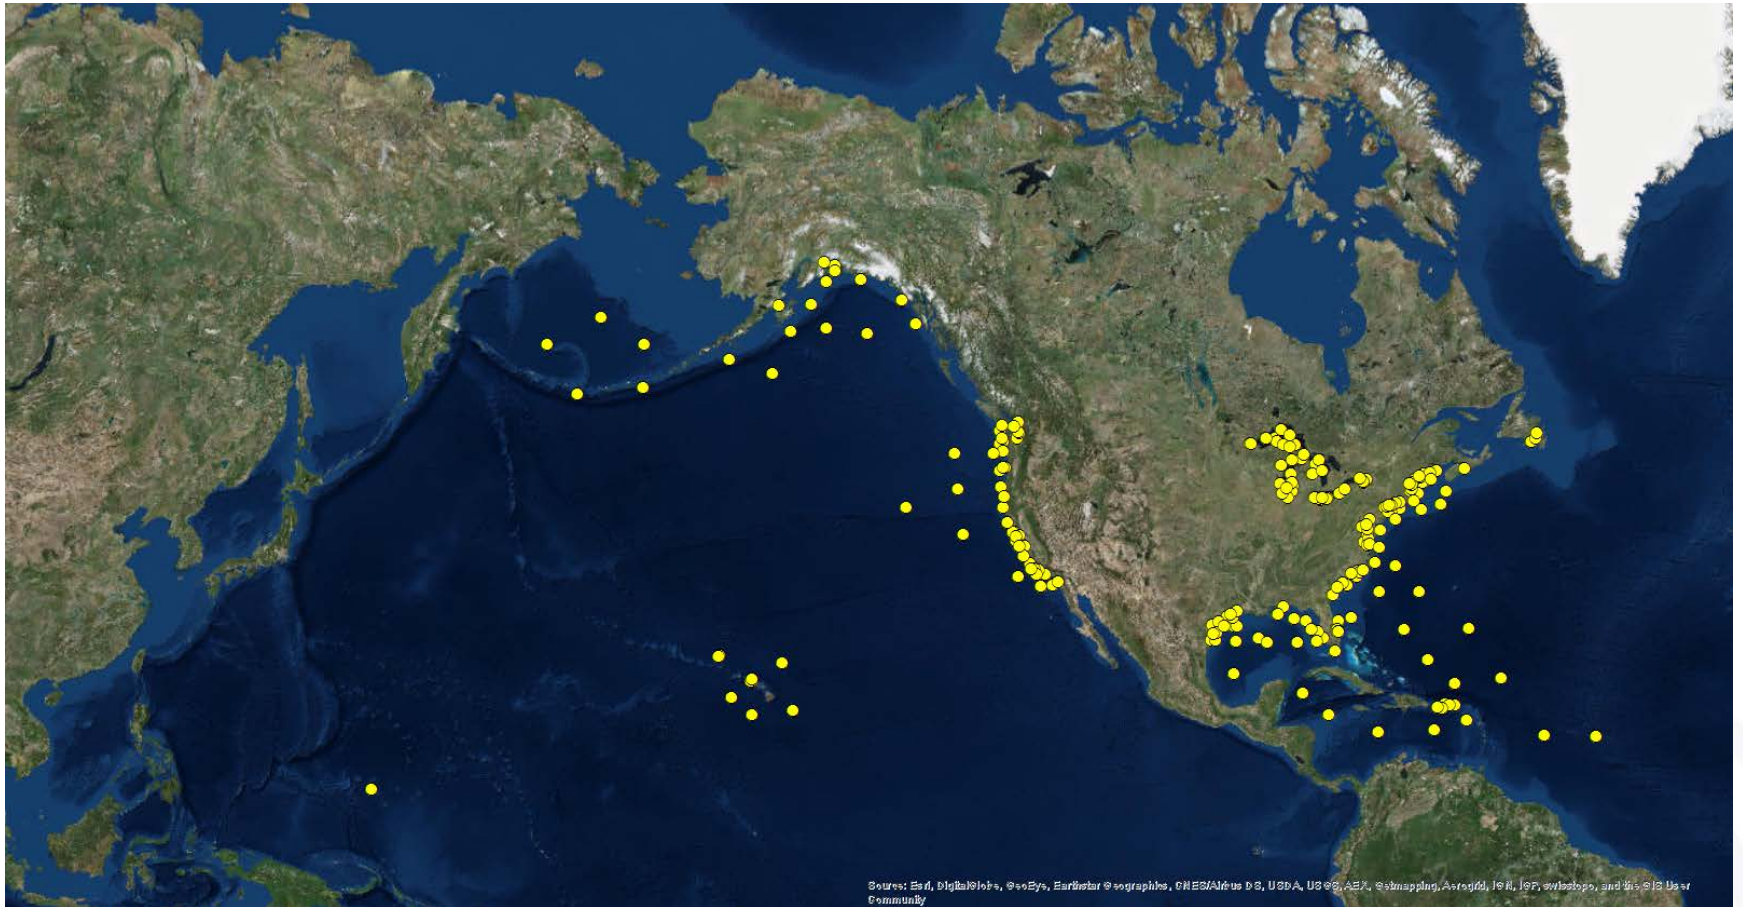 Source: Esri, DigitalGlobe, GeoEye, Earthstar Geographics, CNES/Airbus DS, USDA, USGS, AEX, Getmapping, Aerogrid, IGN, IGP, swisstopo, and the GIS User
Community